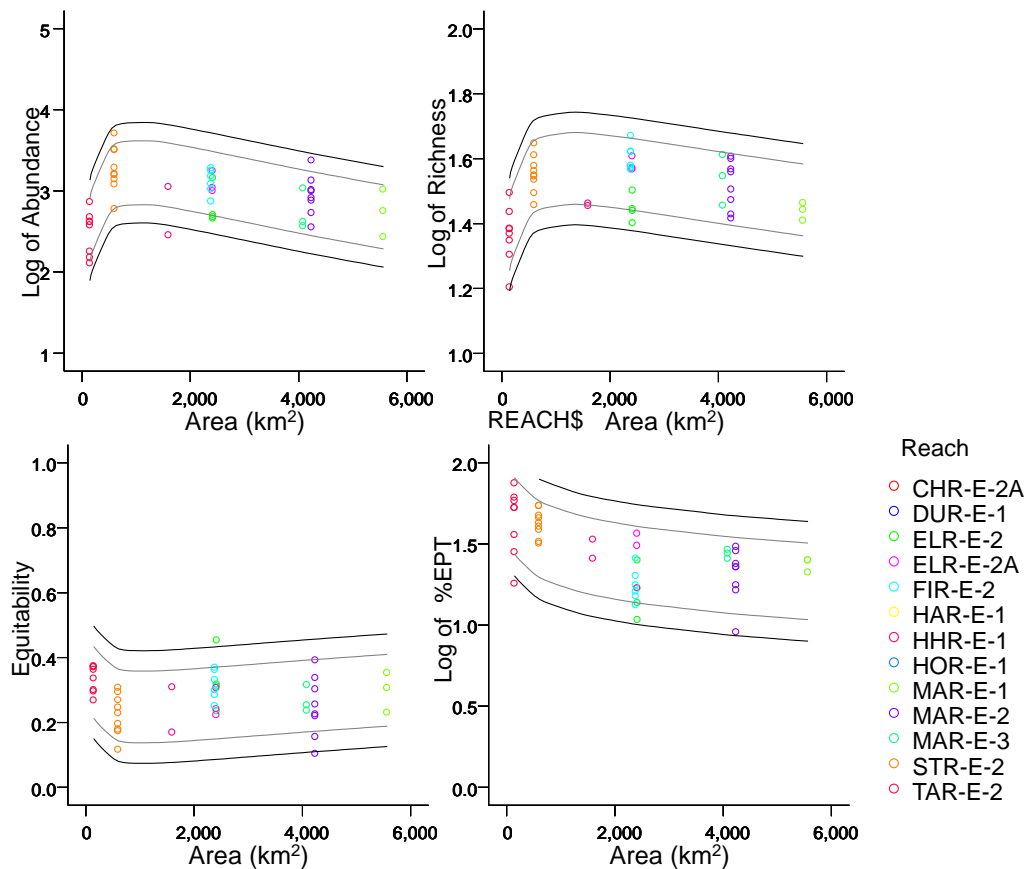 5
4
3
2
1
Log of Abundance
0
2,000
4,000
6,000
Area (km2)
2.0
1.8
1.6
1.4
1.2
1.0
Log of Richness
0
2,000
4,000
6,000
REACH$ Area (km2)
1.0
0.8
0.6
0.4
0.2
0.0
Equitability
0
2,000
4,000
6,000
Area (km2)
2.0
1.5
1.0
0.5
0.0
Log of %EPT
0
2,000
4,000
6,000
Area (km2)
Reach
CHR-E-2A
DUR-E-1
ELR-E-2
ELR-E-2A
FIR-E-2
HAR-E-1
HHR-E-1
HOR-E-1
MAR-E-1
MAR-E-2
MAR-E-3
STR-E-2
TAR-E-2